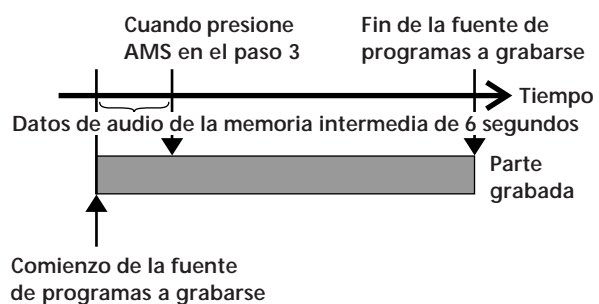 Cuando presione
AMS en el paso 3
Fin de la fuente de
programas a grabarse
Tiempo
Datos de audio de la memoria intermedia de 6 segundos
Parte
grabada
Comienzo de la fuente
de programas a grabarse